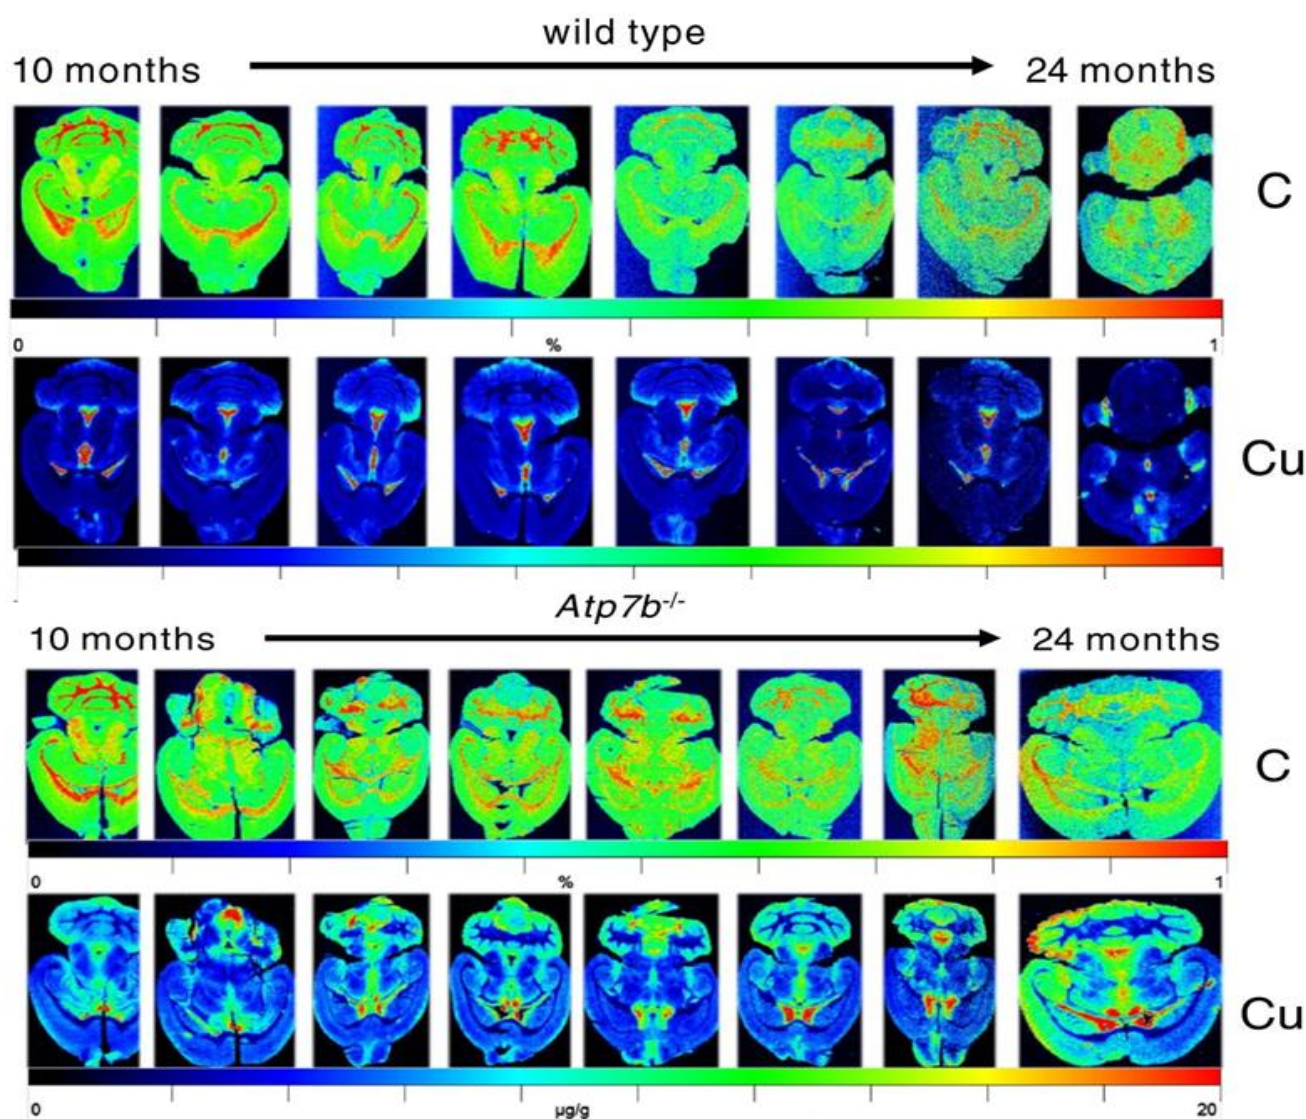 wild type
10 months 24 months
C
0 % 1
Cu
Atp7b-/-
10 months 24 months
C
0 % 1
Cu
0 µg/g 20